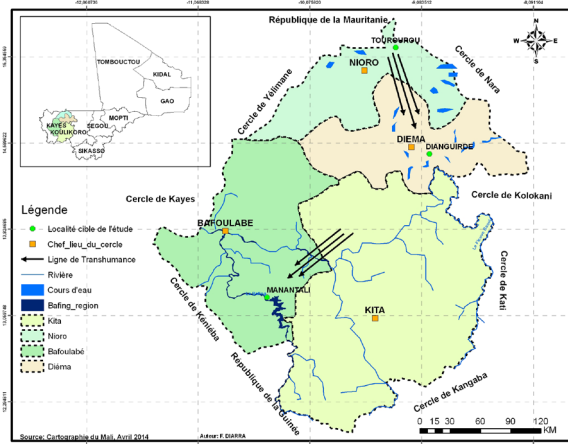 République de la Mauritanie
N
W
E
S
TOUROUROU
NIORO
Cercle de Yélimane
Cercle de Nara
TOMBOUCTOU
KIDAL
GAO
MOPTI
KAYES
SEGOU
KOULIKORO
SIKASSO
DIEMA
DIANGUIRDE
Cercle de Kayes
Cercle de Kolokani
BAFOULABE
Cercle de Kati
MANANTALI
KITA
Cercle de Kéniéba
République de la Guinée
Cercle de Kangaba
Légende
Localité cible de l'étude
Chef_lieu_du_cercle
Ligne de Transhumance
Rivière
Cours d'eau
Bafing_region
Kita
Nioro
Bafoulabé
Diéma
0 15 30 60 90 120
KM
Source: Cartographie du Mali, Avril 2014
Auteur: F. DIARRA